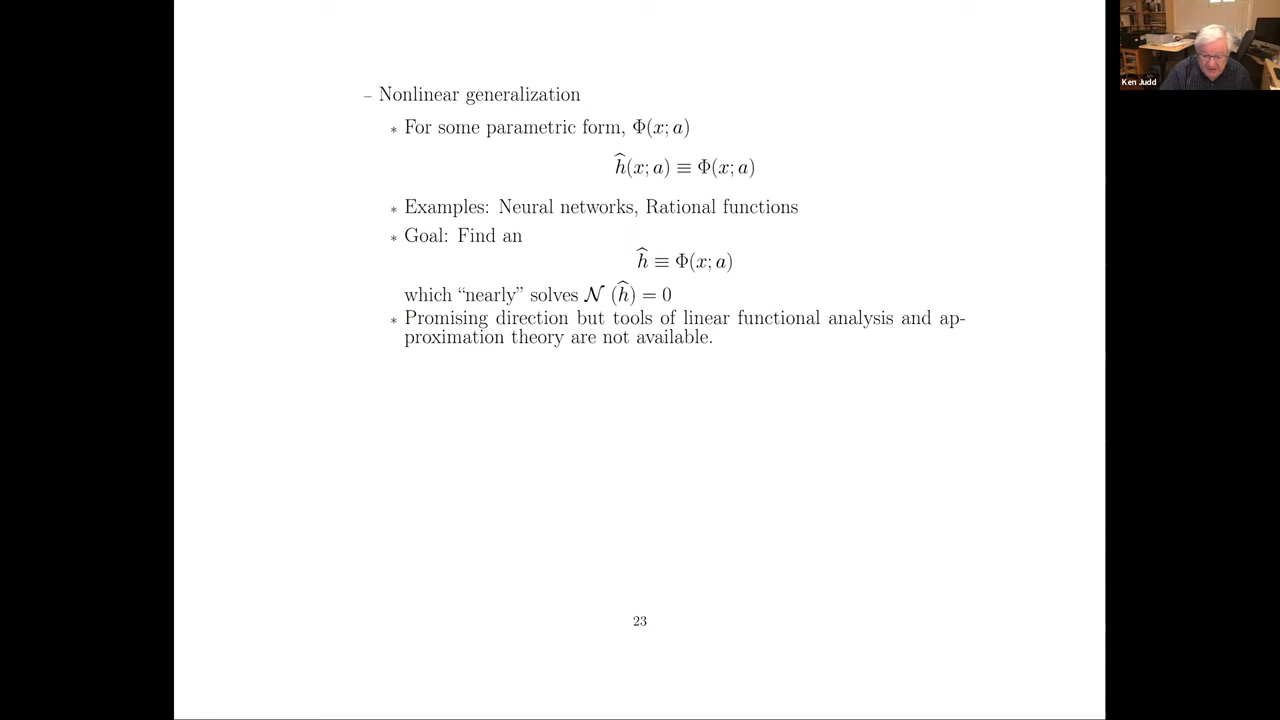 Ken Judd
– Nonlinear generalization
* For some parametric form, Φ(x; a)
ĥ(x; a) ≡ Φ(x; a)
* Examples: Neural networks, Rational functions
* Goal: Find an
ĥ ≡ Φ(x; a)
which “nearly” solves 𝒩 (ĥ) = 0
* Promising direction but tools of linear functional analysis and ap-
proximation theory are not available.
23